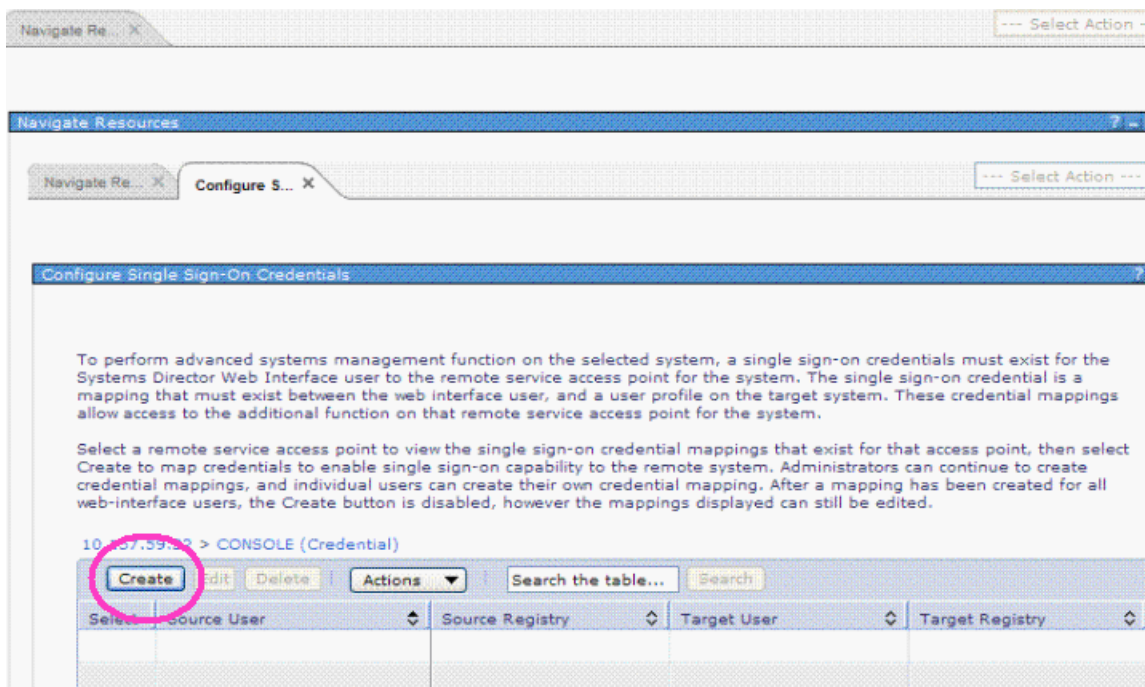 Navigate Re...
--- Select Action -
Navigate Resources
?
Navigate Re...
Configure S...
--- Select Action ---
Configure Single Sign-On Credentials
?
To perform advanced systems management function on the selected system, a single sign-on credentials must exist for the
Systems Director Web Interface user to the remote service access point for the system. The single sign-on credential is a
mapping that must exist between the web interface user, and a user profile on the target system. These credential mappings
allow access to the additional function on that remote service access point for the system.
Select a remote service access point to view the single sign-on credential mappings that exist for that access point, then select
Create to map credentials to enable single sign-on capability to the remote system. Administrators can continue to create
credential mappings, and individual users can create their own credential mapping. After a mapping has been created for all
web-interface users, the Create button is disabled, however the mappings displayed can still be edited.
> CONSOLE (Credential)
Create Edit Delete Actions Search the table... Search
Select Source User Source Registry Target User Target Registry